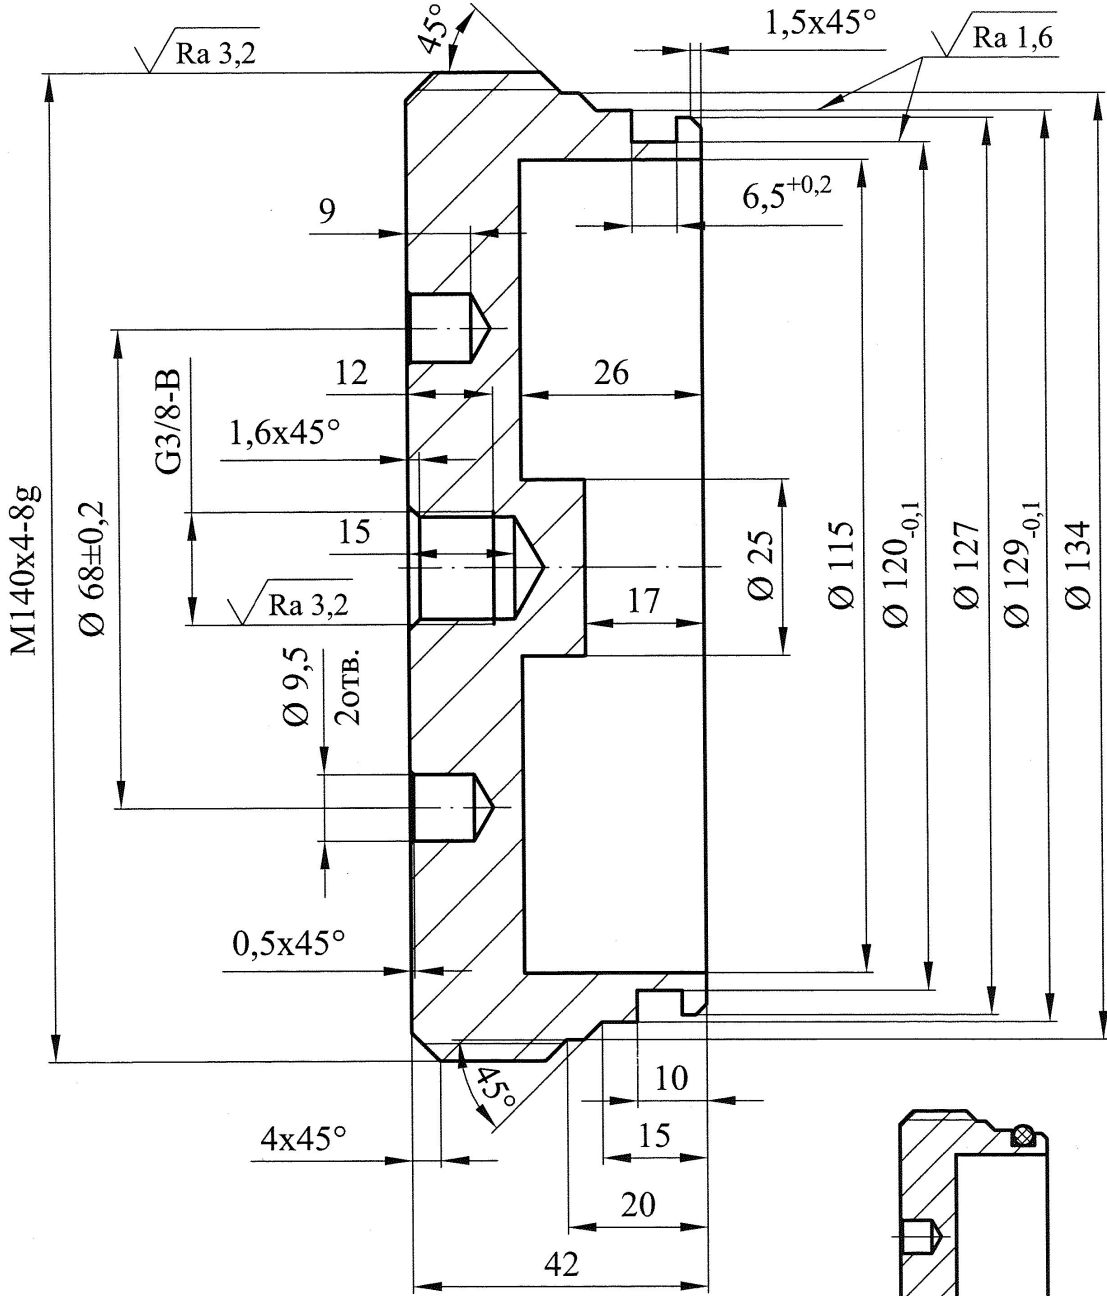 45°
1,5x45°
Ra 3,2
Ra 1,6
6,5+0,2
9
12
26
G3/8-B
1,6x45°
M140x4-8g
Ø 68±0,2
15
Ra 3,2
17
Ø 25
Ø 115
Ø 120-0,1
Ø 127
Ø 129-0,1
Ø 134
Ø 9,5
2отв.
0,5x45°
45°
10
4x45°
15
20
42